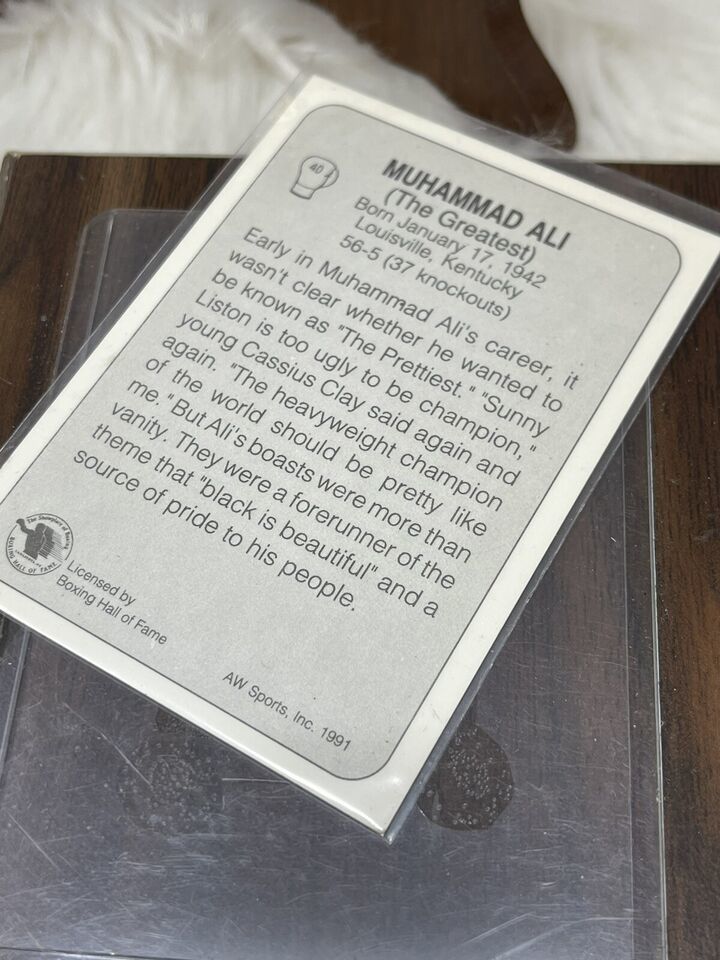 40
MUHAMMAD ALI
(The Greatest)
Born January 17, 1942
Louisville, Kentucky
56-5 (37 knockouts)
Early in Muhammad Ali's career, it
wasn't clear whether he wanted to
be known as "The Prettiest." "Sunny
Liston is too ugly to be champion,"
young Cassius Clay said again and
again. "The heavyweight champion
of the world should be pretty like
me." But Ali's boasts were more than
vanity. They were a forerunner of the
theme that "black is beautiful" and a
source of pride to his people.
BOXING HALL OF FAME
Licensed by
Boxing Hall of Fame
AW Sports, Inc. 1991